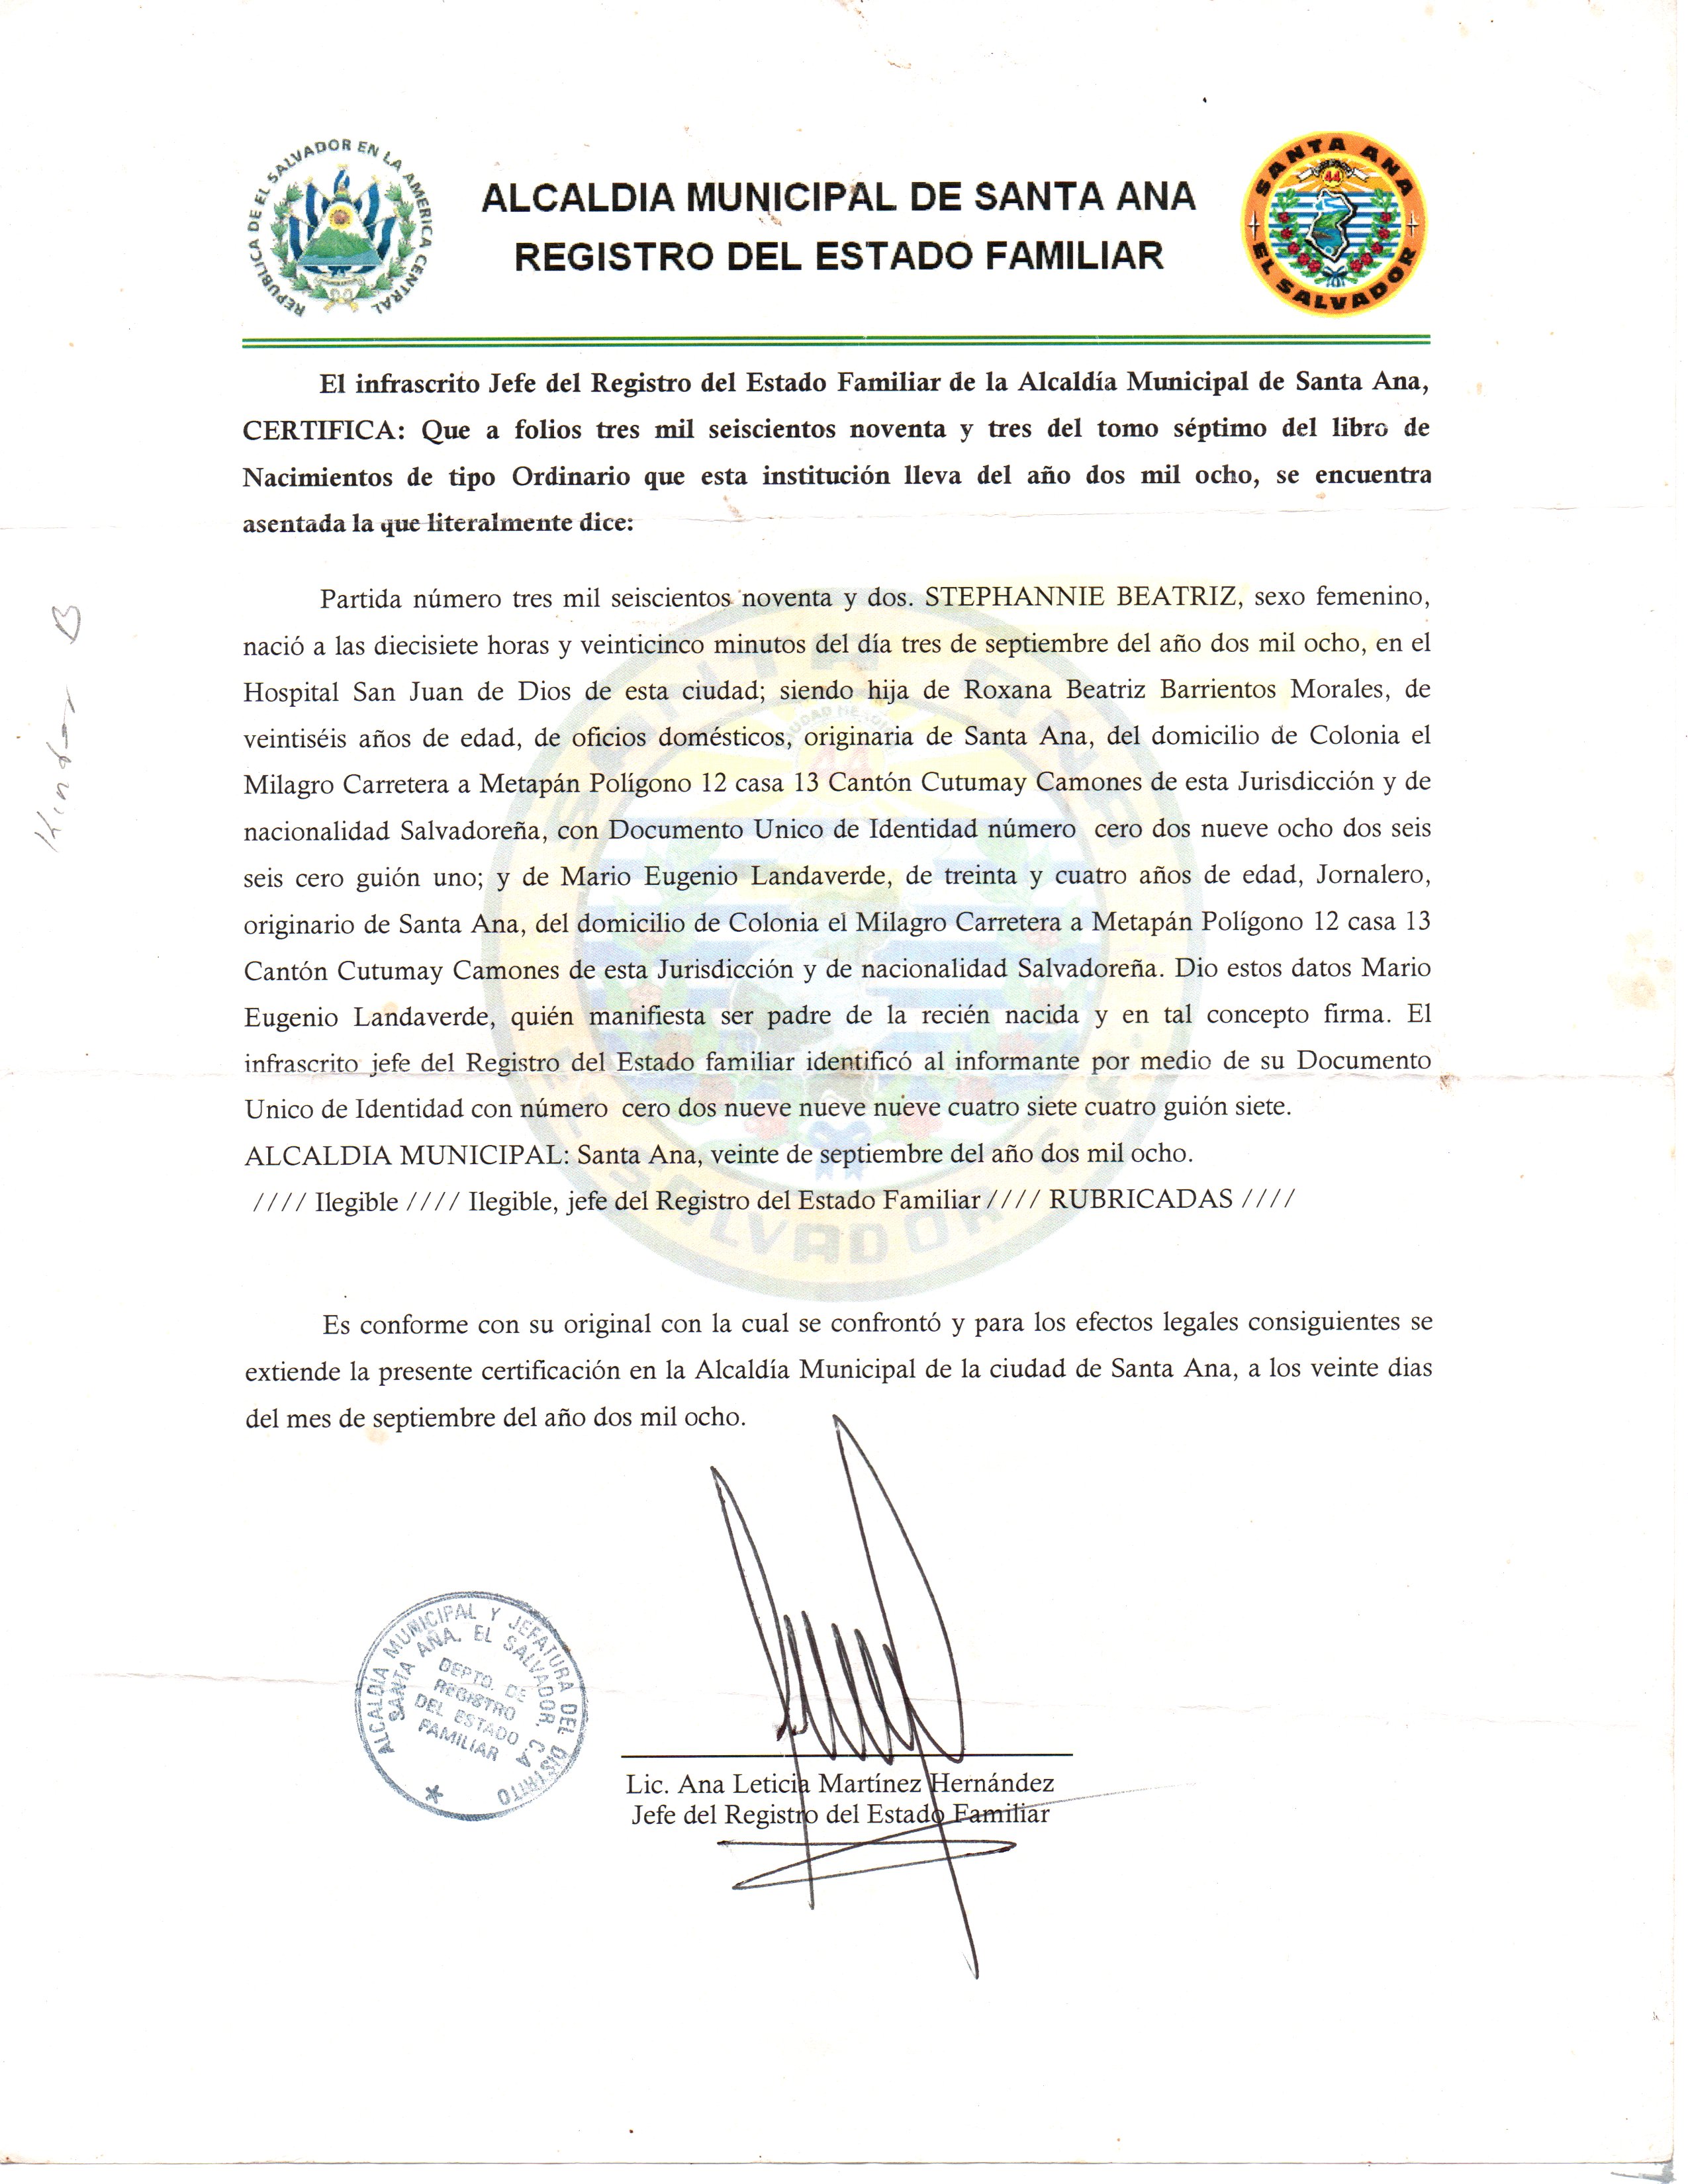 REPUBLICA DE EL SALVADOR EN LA AMERICA CENTRAL
ALCALDIA MUNICIPAL DE SANTA ANA
REGISTRO DEL ESTADO FAMILIAR
SANTA ANA
44
EL SALVADOR
El infrascrito Jefe del Registro del Estado Familiar de la Alcaldía Municipal de Santa Ana,
CERTIFICA: Que a folios tres mil seiscientos noventa y tres del tomo séptimo del libro de
Nacimientos de tipo Ordinario que esta institución lleva del año dos mil ocho, se encuentra
asentada la que literalmente dice:
Partida número tres mil seiscientos noventa y dos. STEPHANNIE BEATRIZ, sexo femenino,
nació a las diecisiete horas y veinticinco minutos del día tres de septiembre del año dos mil ocho, en el
Hospital San Juan de Dios de esta ciudad; siendo hija de Roxana Beatriz Barrientos Morales, de
veintiséis años de edad, de oficios domésticos, originaria de Santa Ana, del domicilio de Colonia el
Milagro Carretera a Metapán Polígono 12 casa 13 Cantón Cutumay Camones de esta Jurisdicción y de
nacionalidad Salvadoreña, con Documento Unico de Identidad número cero dos nueve ocho dos seis
seis cero guión uno; y de Mario Eugenio Landaverde, de treinta y cuatro años de edad, Jornalero,
originario de Santa Ana, del domicilio de Colonia el Milagro Carretera a Metapán Polígono 12 casa 13
Cantón Cutumay Camones de esta Jurisdicción y de nacionalidad Salvadoreña. Dio estos datos Mario
Eugenio Landaverde, quién manifiesta ser padre de la recién nacida y en tal concepto firma. El
infrascrito jefe del Registro del Estado familiar identificó al informante por medio de su Documento
Unico de Identidad con número cero dos nueve nueve nueve cuatro siete cuatro guión siete.
ALCALDIA MUNICIPAL: Santa Ana, veinte de septiembre del año dos mil ocho.
//// Ilegible //// Ilegible, jefe del Registro del Estado Familiar //// RUBRICADAS ////
Es conforme con su original con la cual se confrontó y para los efectos legales consiguientes se
extiende la presente certificación en la Alcaldía Municipal de la ciudad de Santa Ana, a los veinte dias
del mes de septiembre del año dos mil ocho.
ALCALDIA MUNICIPAL Y JEFATURA DEL DISTRITO
SANTA ANA. EL SALVADOR, C.A
DEPTO. DE
REGISTRO
DEL ESTADO
FAMILIAR
Lic. Ana Leticia Martínez Hernández
Jefe del Registro del Estado Familiar